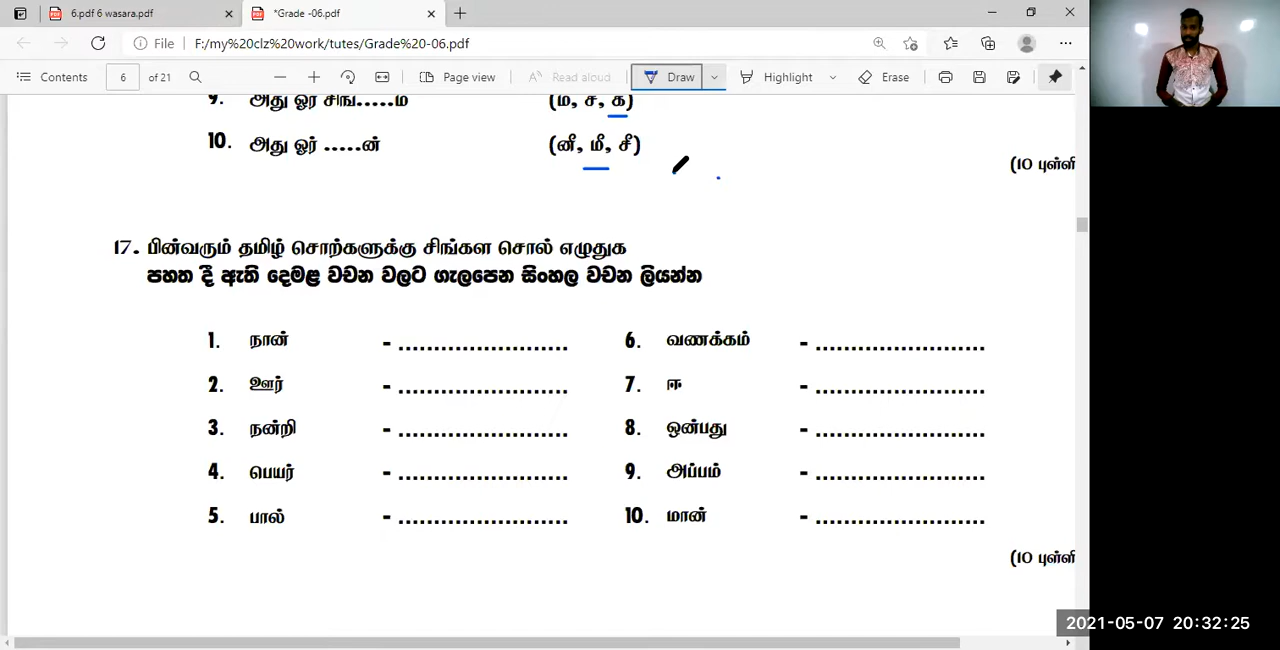 6.pdf 6 wasara.pdf
*Grade -06.pdf
File F:/my%20clz%20work/tutes/Grade%20-06.pdf
Contents 6 of 21 Page view Read aloud Draw Highlight Erase
9. அது ஓர் சிங்.....ம் (ம, ச, க)
10. அது ஓர் .....ன் (னீ, மீ, சீ)
(10 புள்ளி
17. பின்வரும் தமிழ் சொற்களுக்கு சிங்கள சொல் எழுதுக
පහත දී ඇති දෙමළ වචන වලට ගැලපෙන සිංහල වචන ලියන්න
1. நான் - ........................ 6. வணக்கம் - ........................
2. ஊர் - ........................ 7. ஈ - ........................
3. நன்றி - ........................ 8. ஒன்பது - ........................
4. பெயர் - ........................ 9. அப்பம் - ........................
5. பால் - ........................ 10. மான் - ........................
(10 புள்ளி
2021-05-07 20:32:25